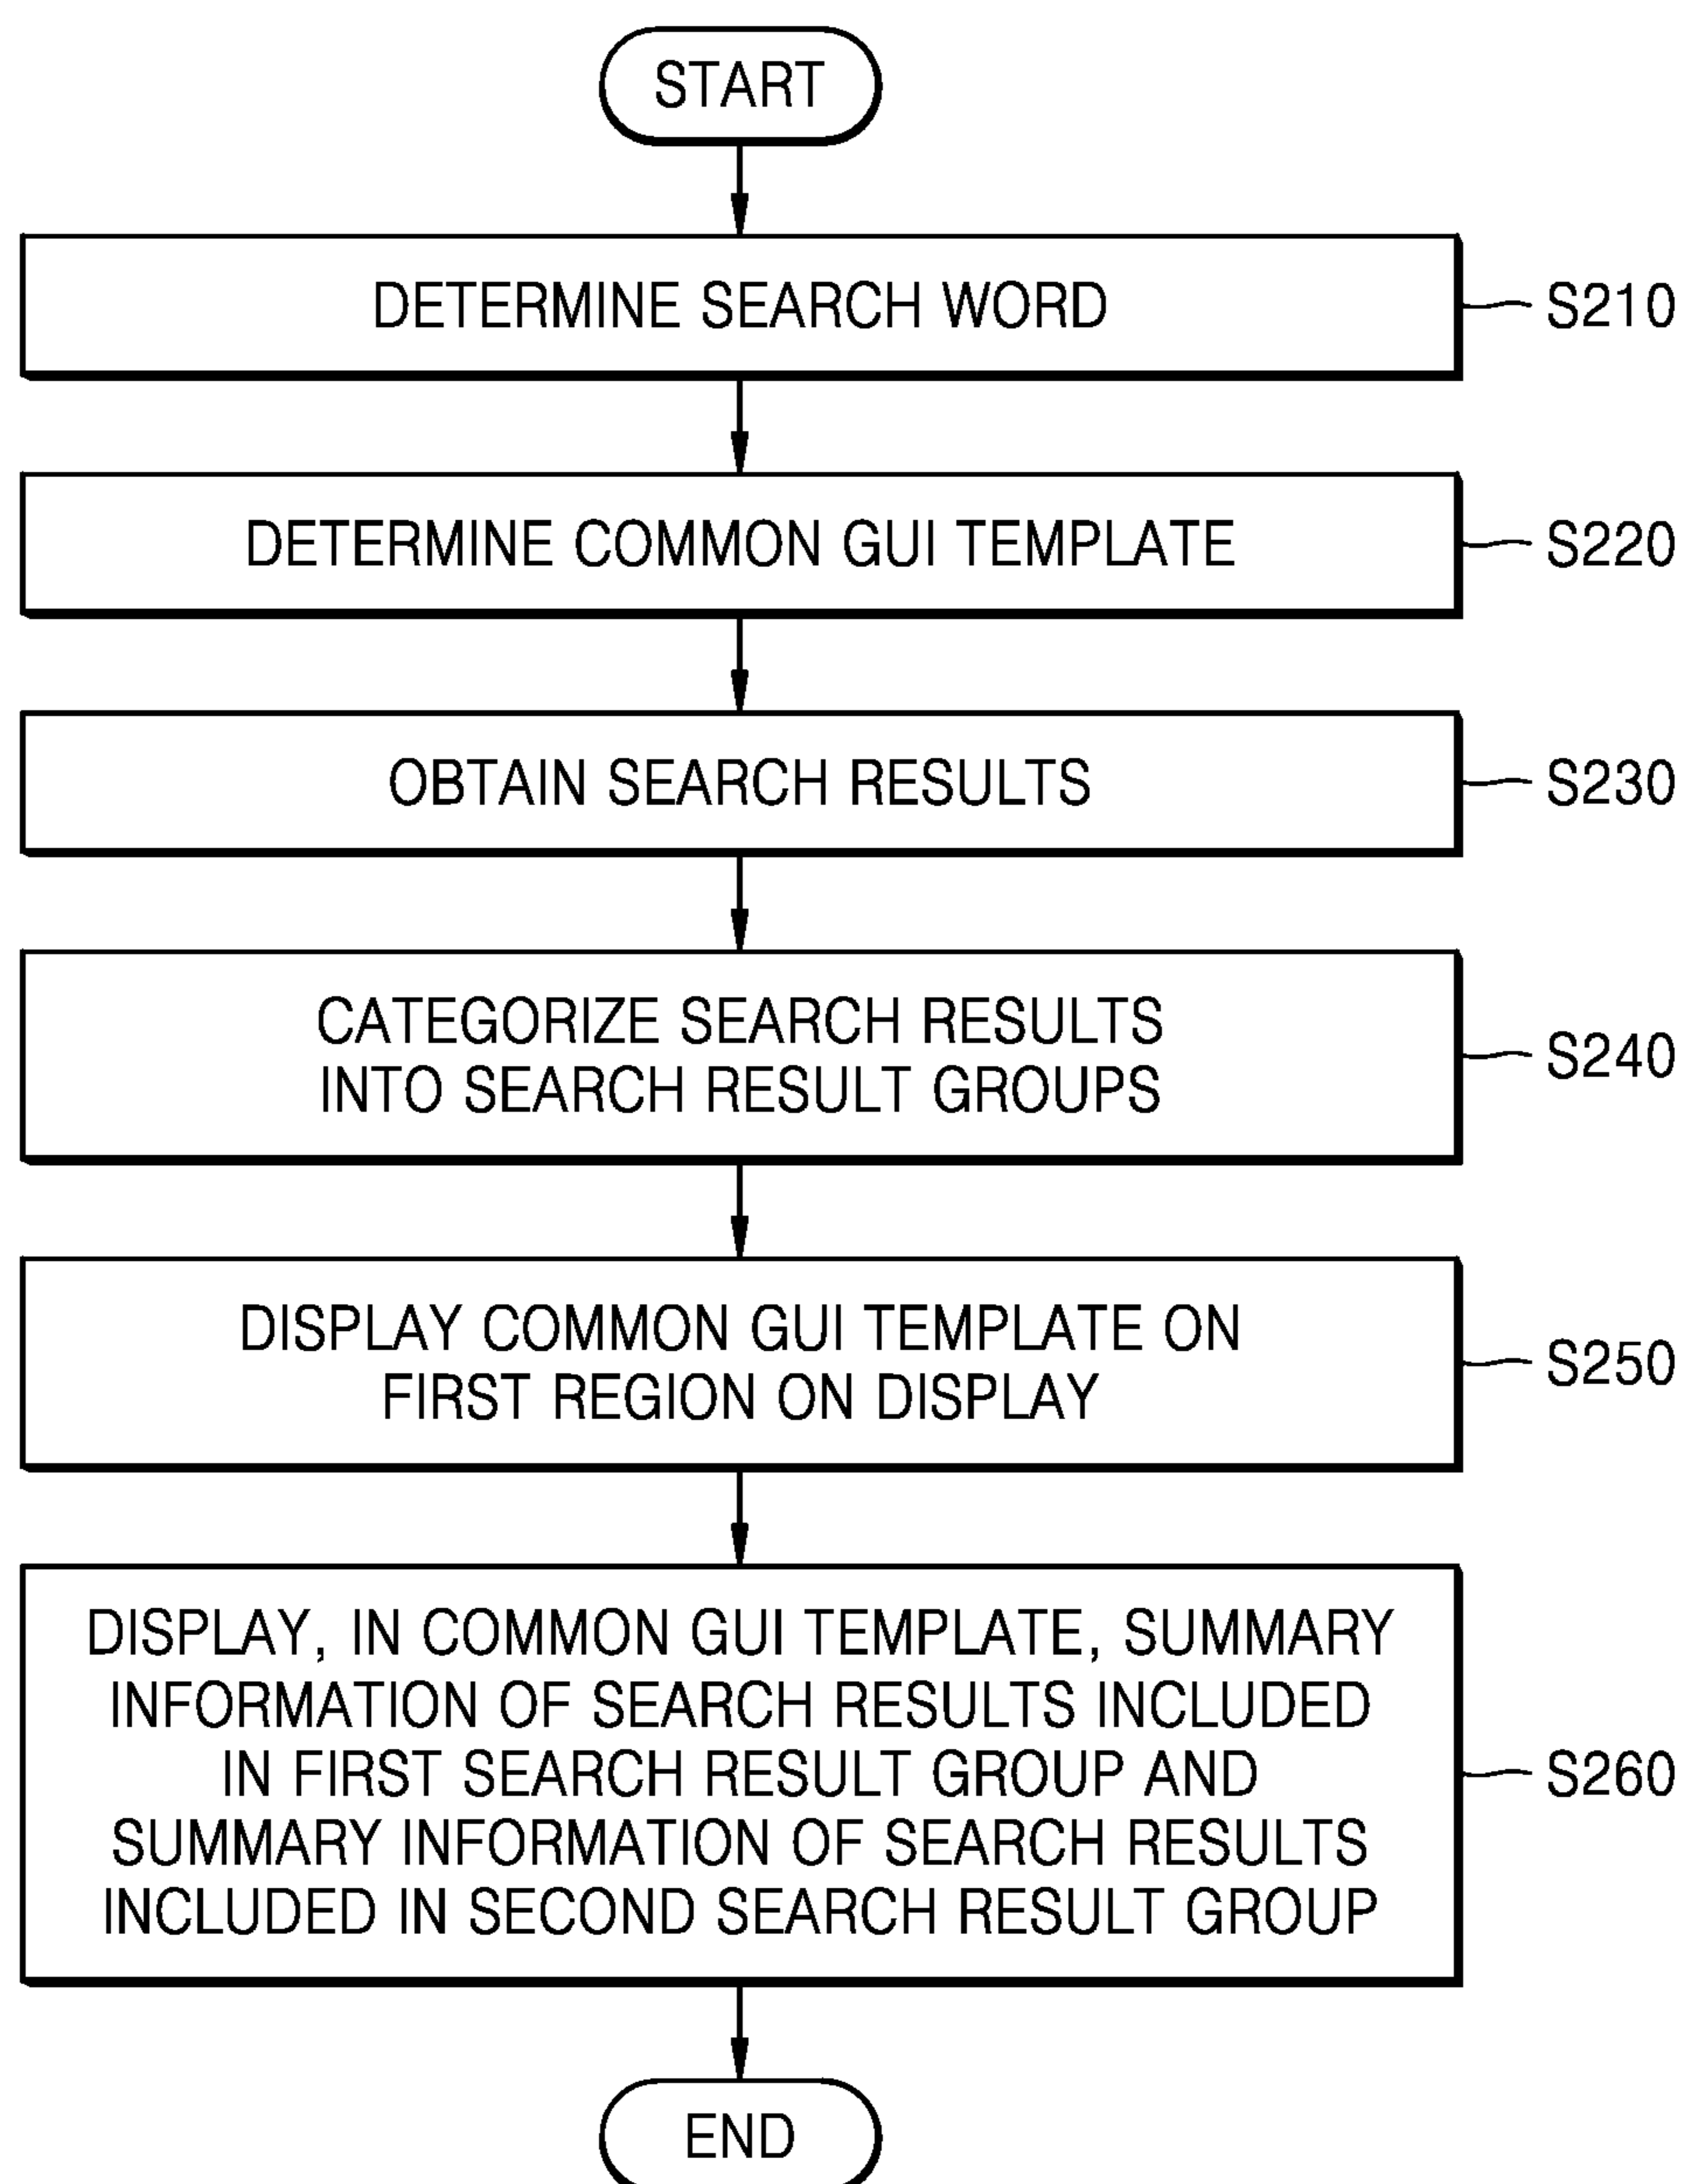 START
DETERMINE SEARCH WORD
S210
DETERMINE COMMON GUI TEMPLATE
S220
OBTAIN SEARCH RESULTS
S230
CATEGORIZE SEARCH RESULTS
INTO SEARCH RESULT GROUPS
S240
DISPLAY COMMON GUI TEMPLATE ON
FIRST REGION ON DISPLAY
S250
DISPLAY, IN COMMON GUI TEMPLATE, SUMMARY
INFORMATION OF SEARCH RESULTS INCLUDED
IN FIRST SEARCH RESULT GROUP AND
SUMMARY INFORMATION OF SEARCH RESULTS
INCLUDED IN SECOND SEARCH RESULT GROUP
S260
END